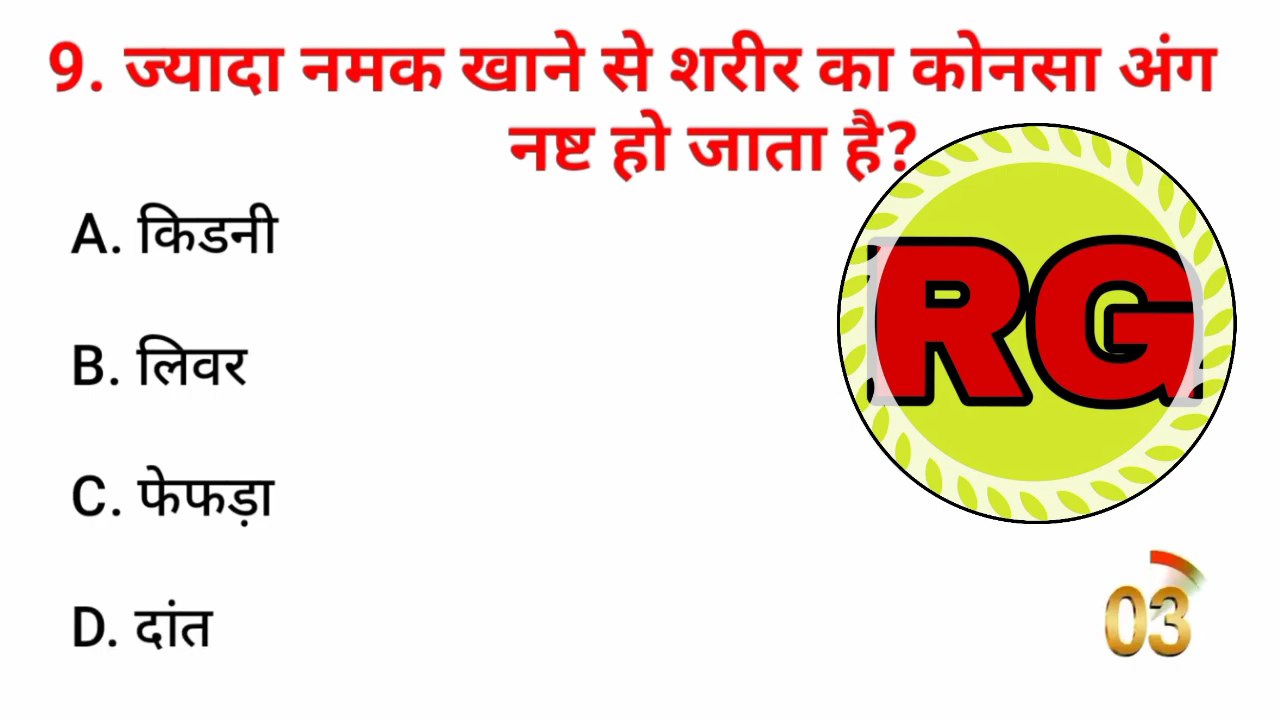 9. ज्यादा नमक खाने से शरीर का कोनसा अंग
नष्ट हो जाता है?
A. किडनी
B. लिवर
C. फेफड़ा
D. दांत
RG
03